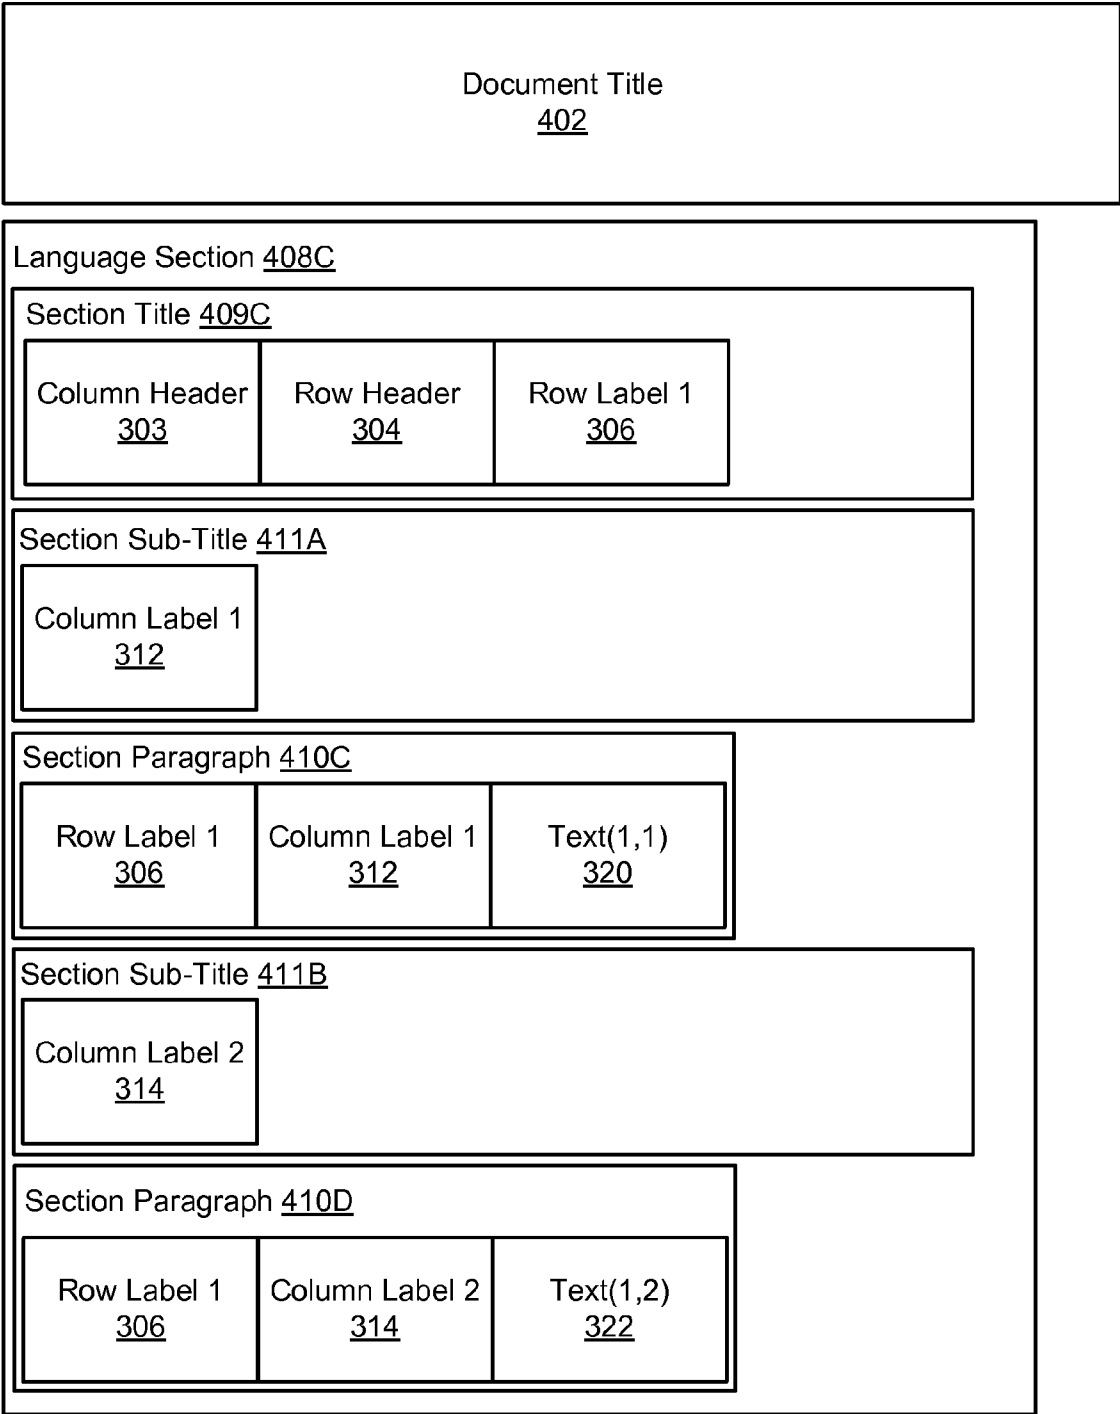 Document Title
402
Language Section 408C
Section Title 409C
Column Header
303
Row Header
304
Row Label 1
306
Section Sub-Title 411A
Column Label 1
312
Section Paragraph 410C
Row Label 1
306
Column Label 1
312
Text(1,1)
320
Section Sub-Title 411B
Column Label 2
314
Section Paragraph 410D
Row Label 1
306
Column Label 2
314
Text(1,2)
322